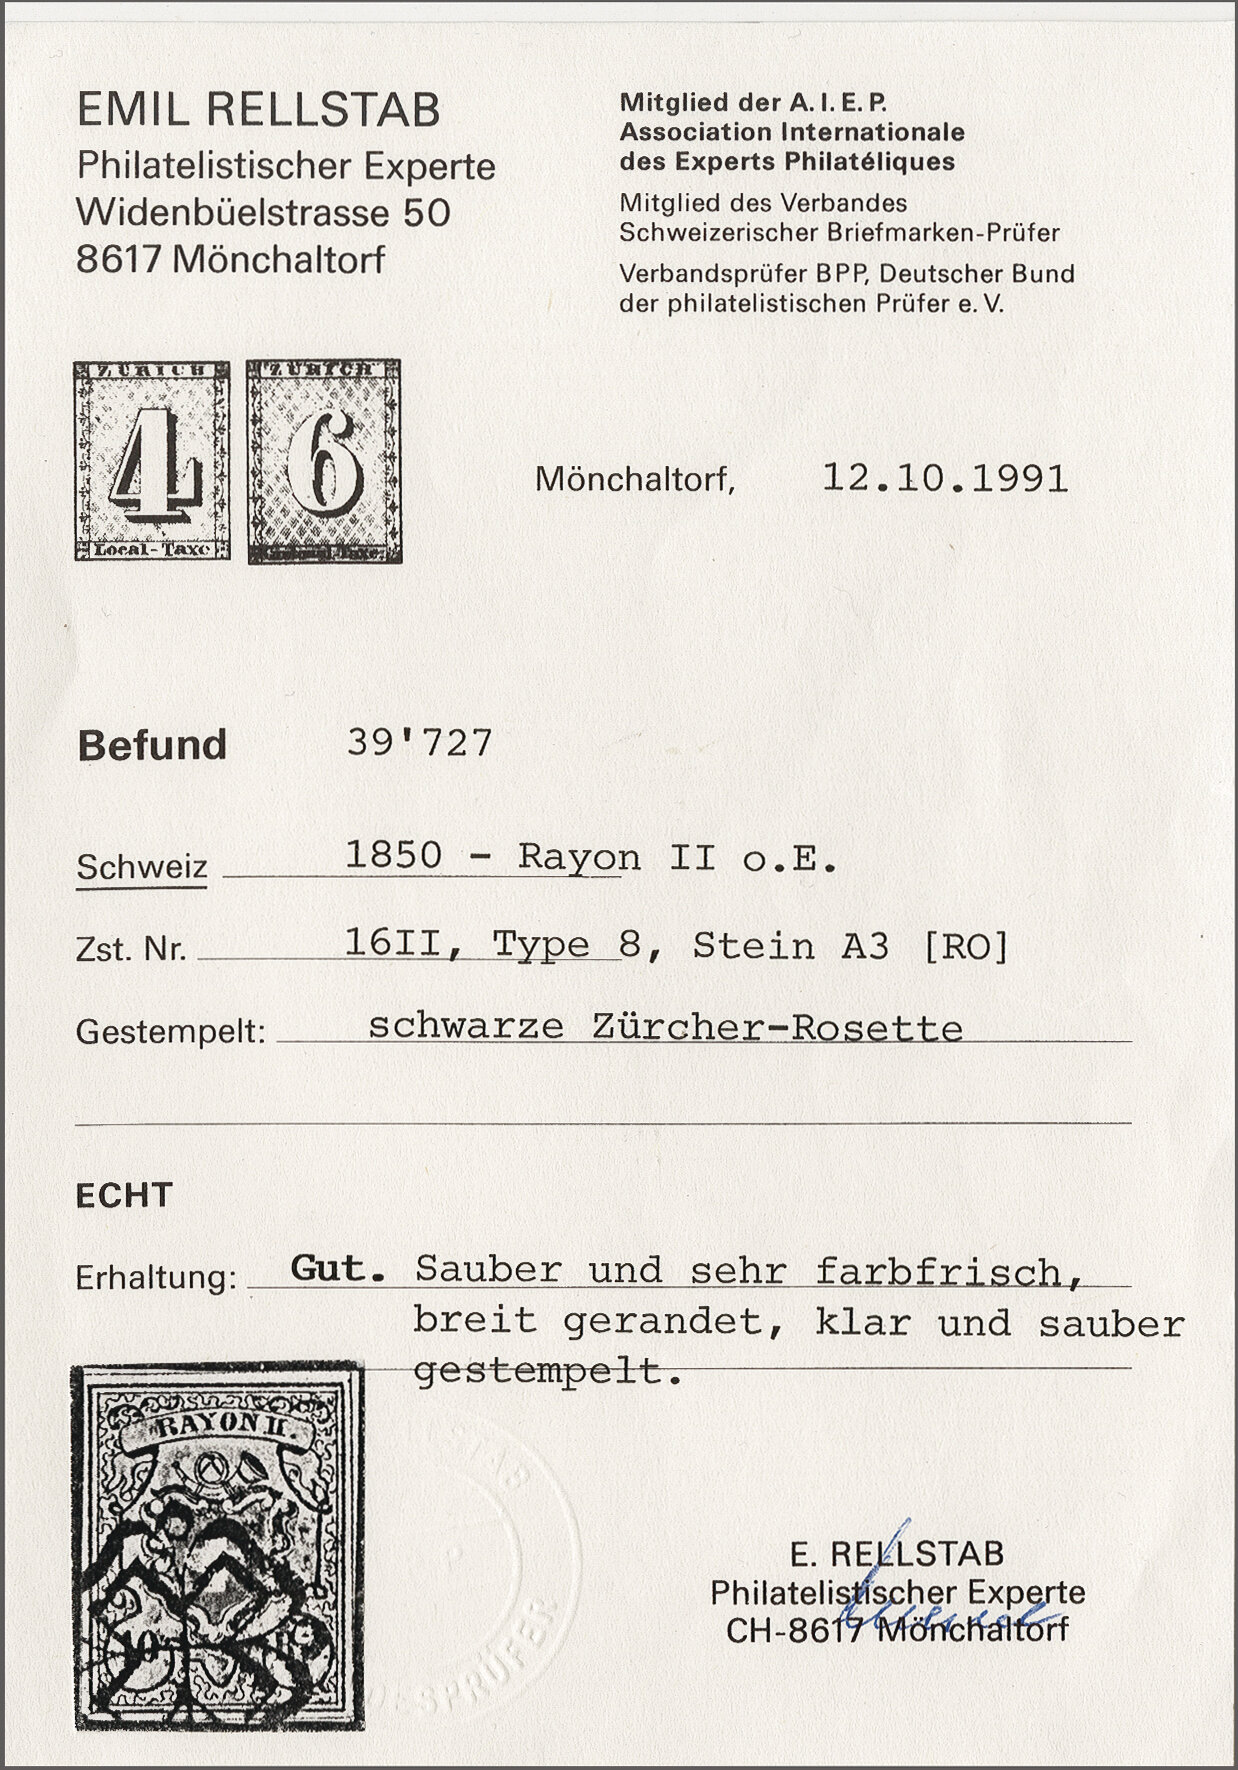 EMIL RELLSTAB
Philatelistischer Experte
Widenbüelstrasse 50
8617 Mönchaltorf
Mitglied der A.I.E.P.
Association Internationale
des Experts Philatéliques
Mitglied des Verbandes
Schweizerischer Briefmarken-Prüfer
Verbandsprüfer BPP, Deutscher Bund
der philatelistischen Prüfer e.V.
ZÜRICH
4
Local-Taxe
ZÜRICH
6
Taxe.
Mönchaltorf, 12.10.1991
Befund 39'727
Schweiz 1850 - Rayon II o.E.
Zst. Nr. 16II, Type 8, Stein A3 [RO]
Gestempelt: schwarze Zürcher-Rosette
ECHT
Erhaltung: Gut. Sauber und sehr farbfrisch,
breit gerandet, klar und sauber
gestempelt.
RAYON.II.
10
E. RELLSTAB
Philatelistischer Experte
CH-8617 Mönchaltorf